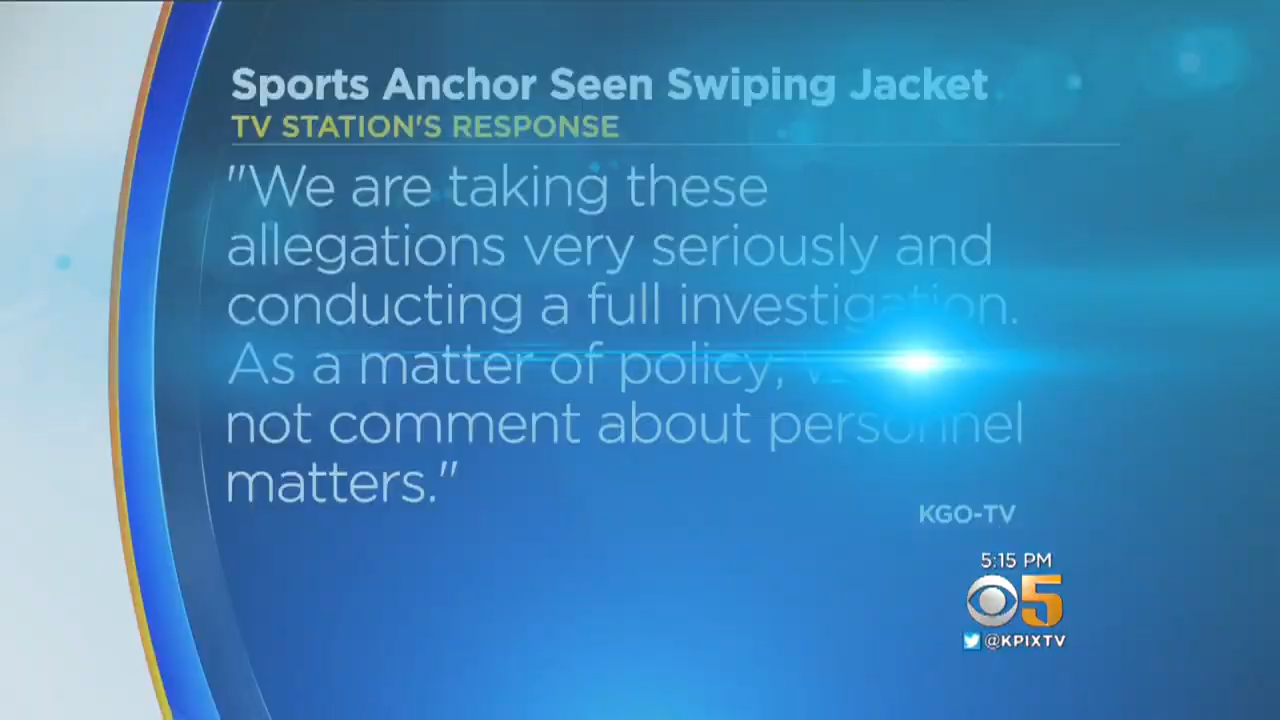 Sports Anchor Seen Swiping Jacket
TV STATION'S RESPONSE
"We are taking these
allegations very seriously and
conducting a full investigation.
As a matter of policy,
not comment about personnel
matters."
KGO-TV
5:15 PM
5
@KPIXTV